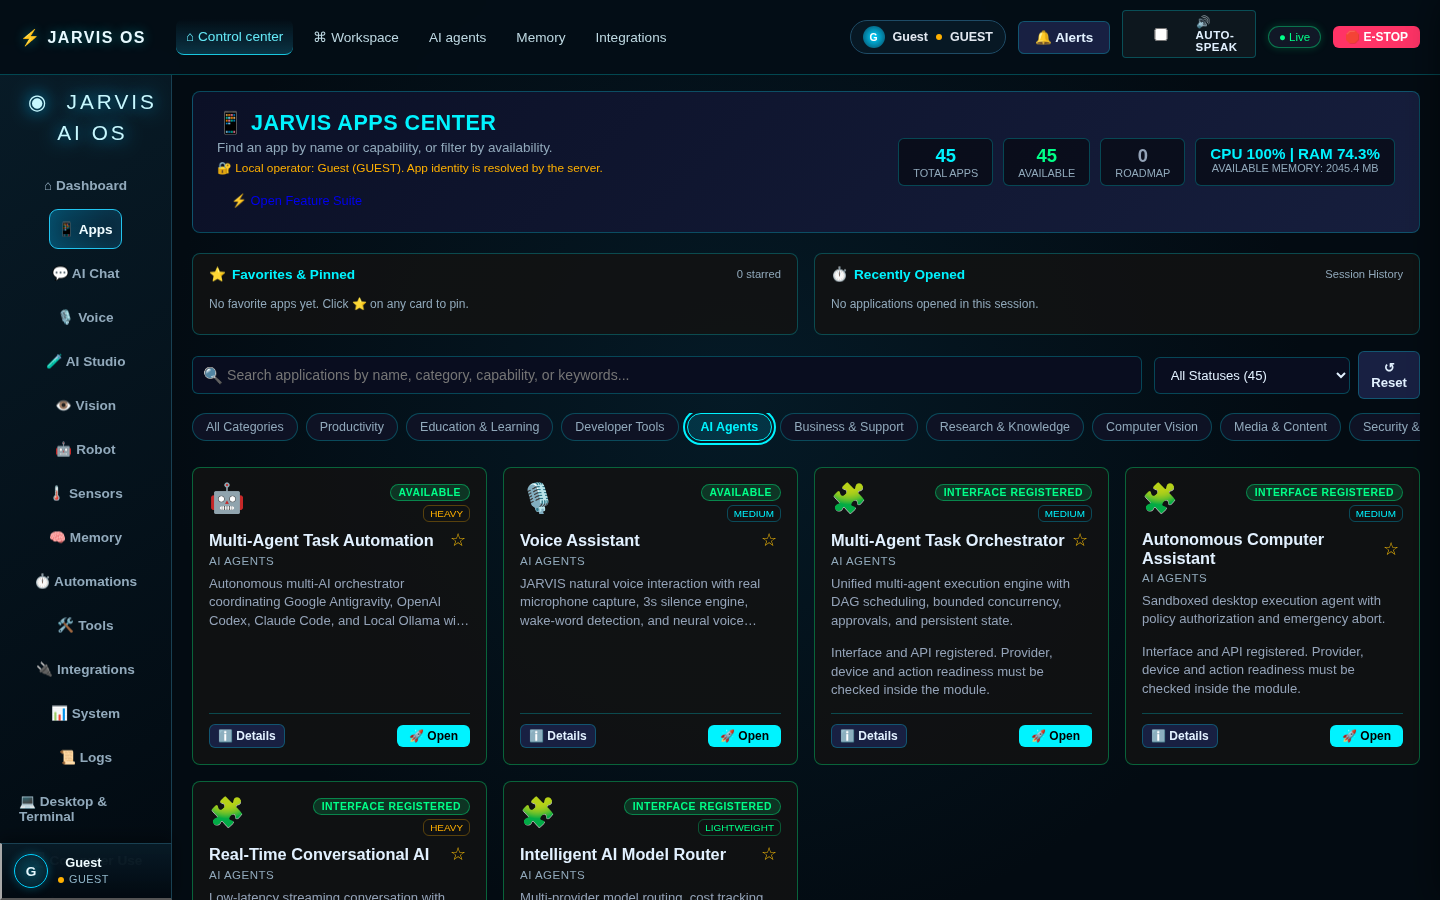 ⚡ JARVIS OS
⌂ Control center
⌘ Workspace
AI agents
Memory
Integrations
G Guest ● GUEST
🔔 Alerts
🔊 AUTO-SPEAK
● Live
🛑 E-STOP
◉ JARVIS
AI OS
⌂ Dashboard
📱 Apps
💬 AI Chat
🎙️ Voice
🧪 AI Studio
👁️ Vision
🤖 Robot
🌡️ Sensors
🧠 Memory
⏱️ Automations
🛠️ Tools
🔌 Integrations
📊 System
📜 Logs
💻 Desktop &
Terminal
G Guest
● GUEST
📱 JARVIS APPS CENTER
Find an app by name or capability, or filter by availability.
🔐 Local operator: Guest (GUEST). App identity is resolved by the server.
⚡ Open Feature Suite
45
TOTAL APPS
45
AVAILABLE
0
ROADMAP
CPU 100% | RAM 74.3%
AVAILABLE MEMORY: 2045.4 MB
⭐ Favorites & Pinned
0 starred
No favorite apps yet. Click ⭐ on any card to pin.
⏱️ Recently Opened
Session History
No applications opened in this session.
🔍 Search applications by name, category, capability, or keywords...
All Statuses (45)
↺
Reset
All Categories
Productivity
Education & Learning
Developer Tools
AI Agents
Business & Support
Research & Knowledge
Computer Vision
Media & Content
Security &
AVAILABLE
HEAVY
Multi-Agent Task Automation ☆
AI AGENTS
Autonomous multi-AI orchestrator
coordinating Google Antigravity, OpenAI
Codex, Claude Code, and Local Ollama wi…
ℹ️ Details
🚀 Open
AVAILABLE
MEDIUM
Voice Assistant ☆
AI AGENTS
JARVIS natural voice interaction with real
microphone capture, 3s silence engine,
wake-word detection, and neural voice…
ℹ️ Details
🚀 Open
INTERFACE REGISTERED
MEDIUM
Multi-Agent Task Orchestrator ☆
AI AGENTS
Unified multi-agent execution engine with
DAG scheduling, bounded concurrency,
approvals, and persistent state.
Interface and API registered. Provider,
device and action readiness must be
checked inside the module.
ℹ️ Details
🚀 Open
INTERFACE REGISTERED
MEDIUM
Autonomous Computer
Assistant ☆
AI AGENTS
Sandboxed desktop execution agent with
policy authorization and emergency abort.
Interface and API registered. Provider,
device and action readiness must be
checked inside the module.
ℹ️ Details
🚀 Open
INTERFACE REGISTERED
HEAVY
Real-Time Conversational AI ☆
AI AGENTS
Low-latency streaming conversation with
INTERFACE REGISTERED
LIGHTWEIGHT
Intelligent AI Model Router ☆
AI AGENTS
Multi-provider model routing, cost tracking,